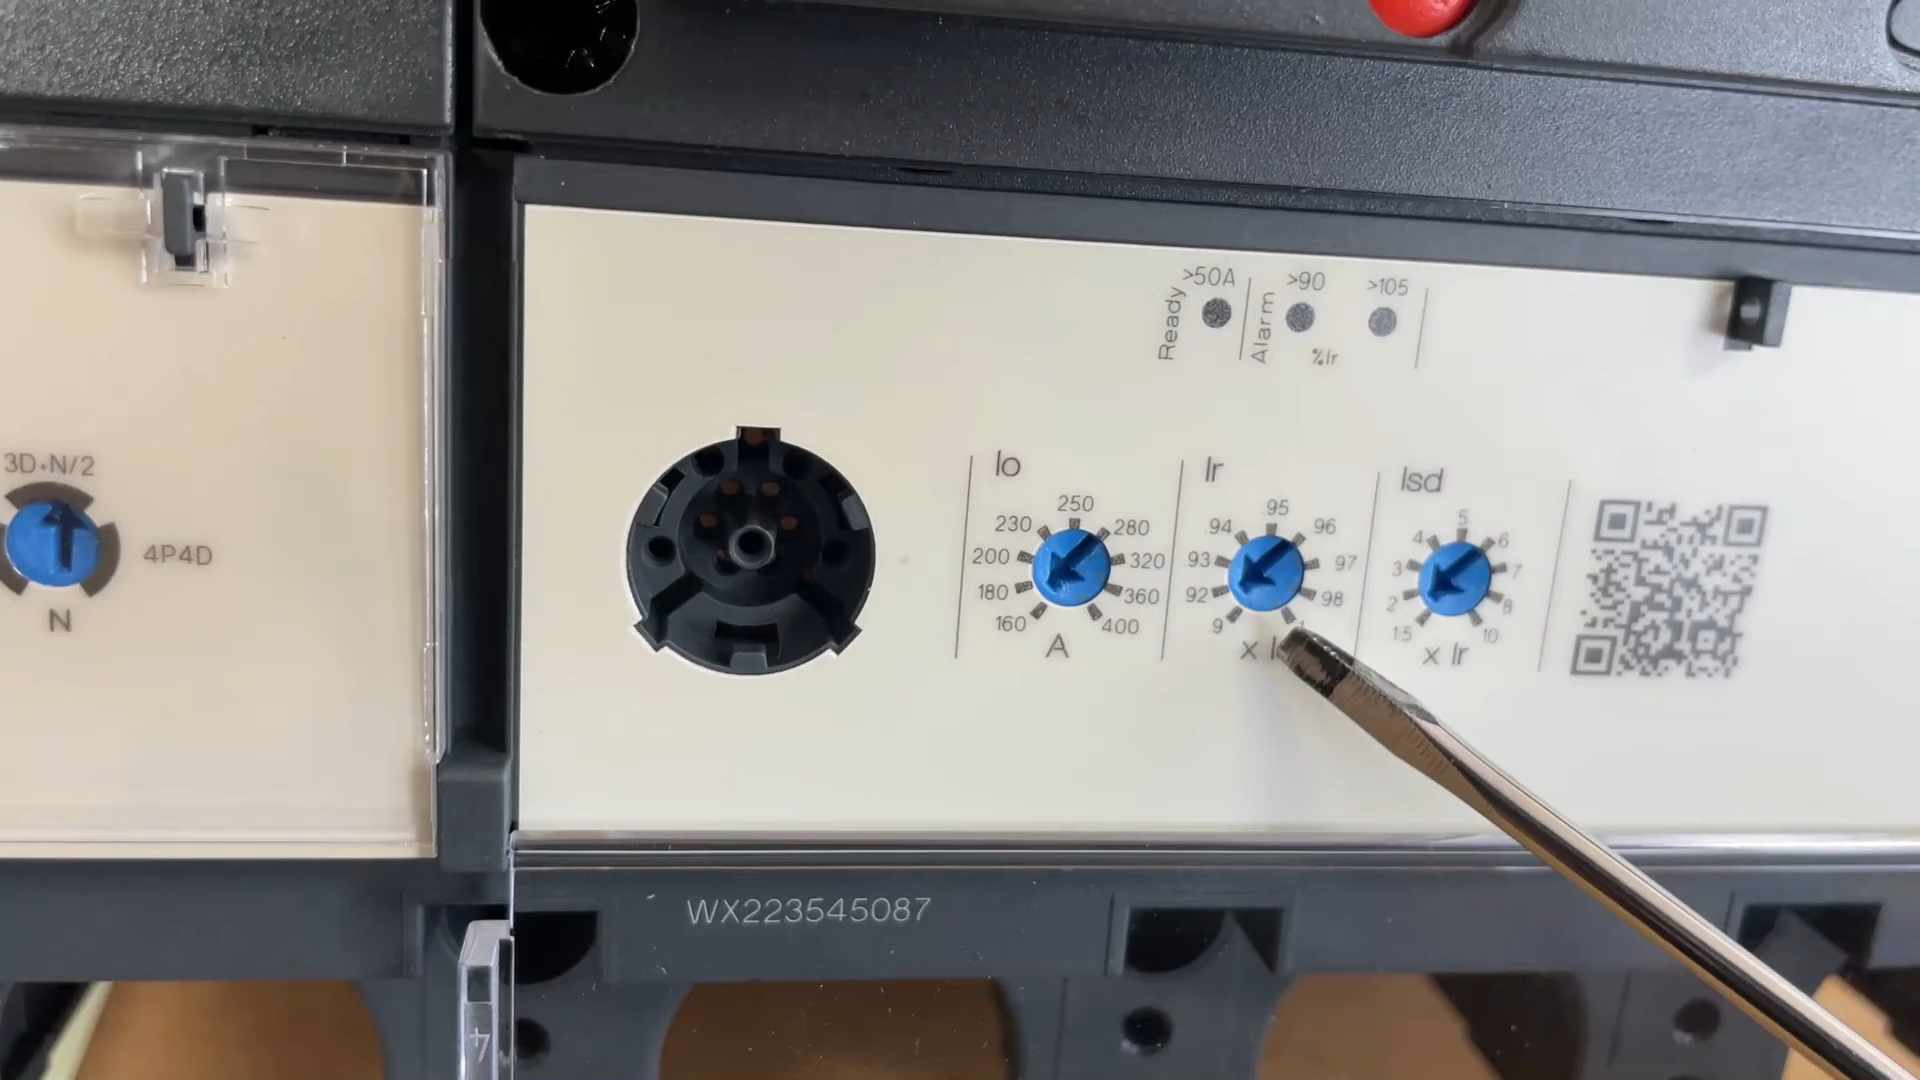 >50A
>90
>105
Ready
Alarm
%Ir
3D+N/2
4P4D
N
Io
250
230
280
200
320
180
360
160
400
A
Ir
.95
.94
.96
.93
.97
.92
.98
.9
x I
Isd
5
4
6
3
7
2
8
1.5
10
x Ir
WX223545087
4